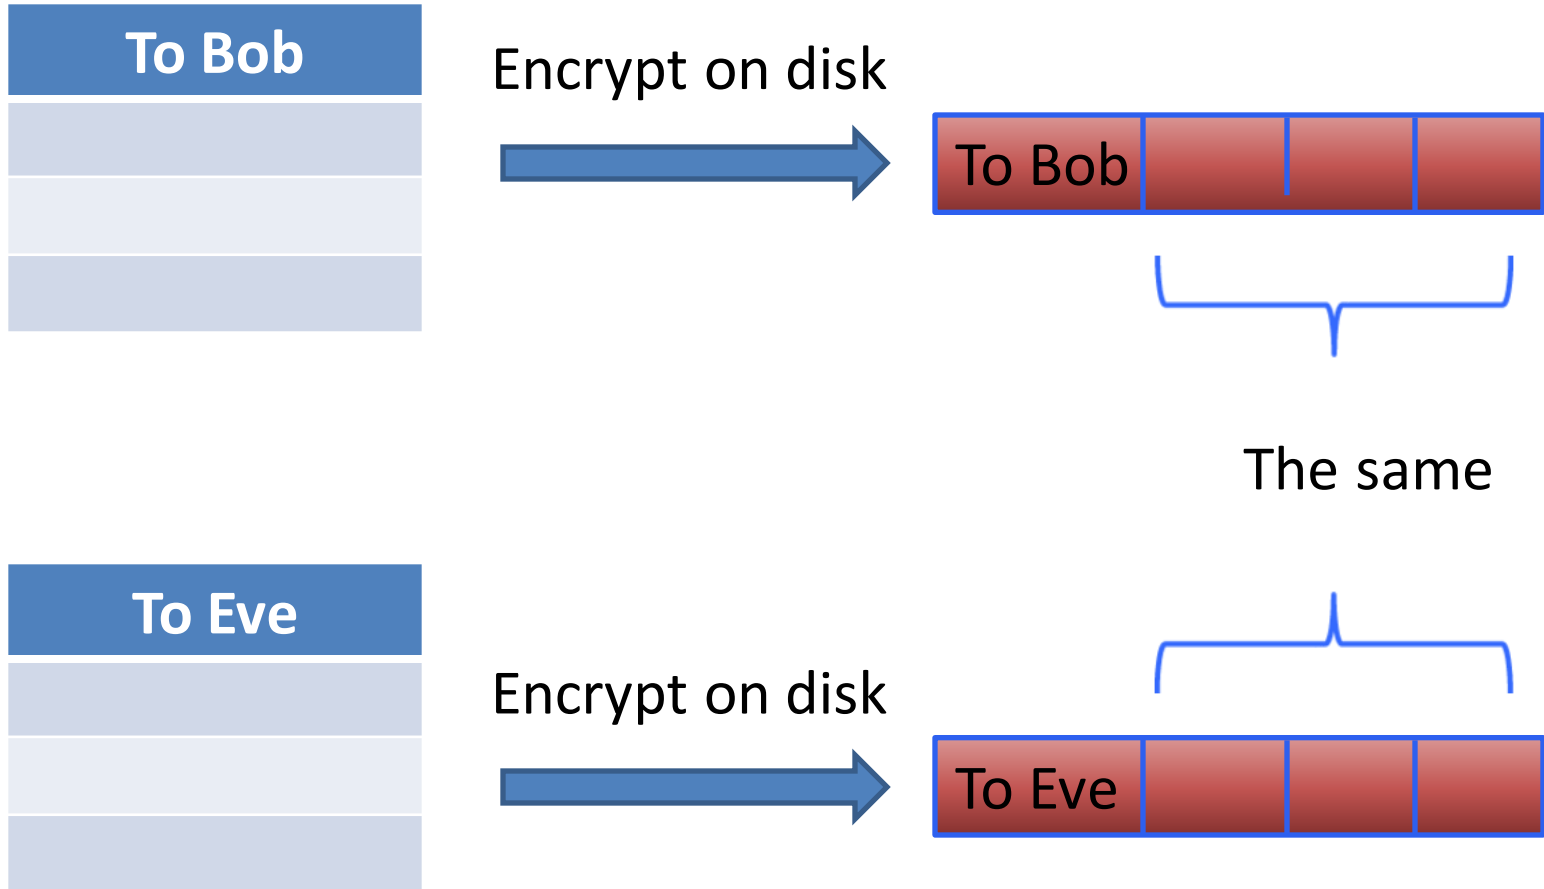 To Bob
Encrypt on disk
To Bob
The same
To Eve
Encrypt on disk
To Eve